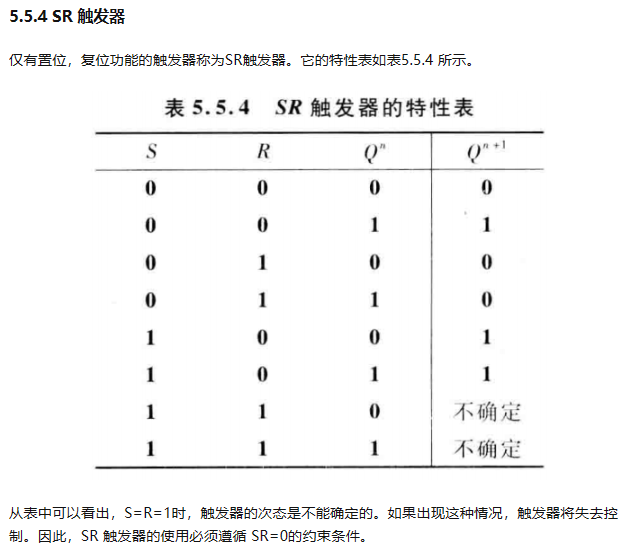 5.5.4 SR 触发器
仅有置位，复位功能的触发器称为SR触发器。它的特性表如表5.5.4 所示。
表 5.5.4 SR 触发器的特性表
S R Qⁿ Qⁿ⁺¹
0 0 0 0
0 0 1 1
0 1 0 0
0 1 1 0
1 0 0 1
1 0 1 1
1 1 0 不确定
1 1 1 不确定
从表中可以看出，S=R=1时，触发器的次态是不能确定的。如果出现这种情况，触发器将失去控
制。因此，SR 触发器的使用必须遵循 SR=0的约束条件。